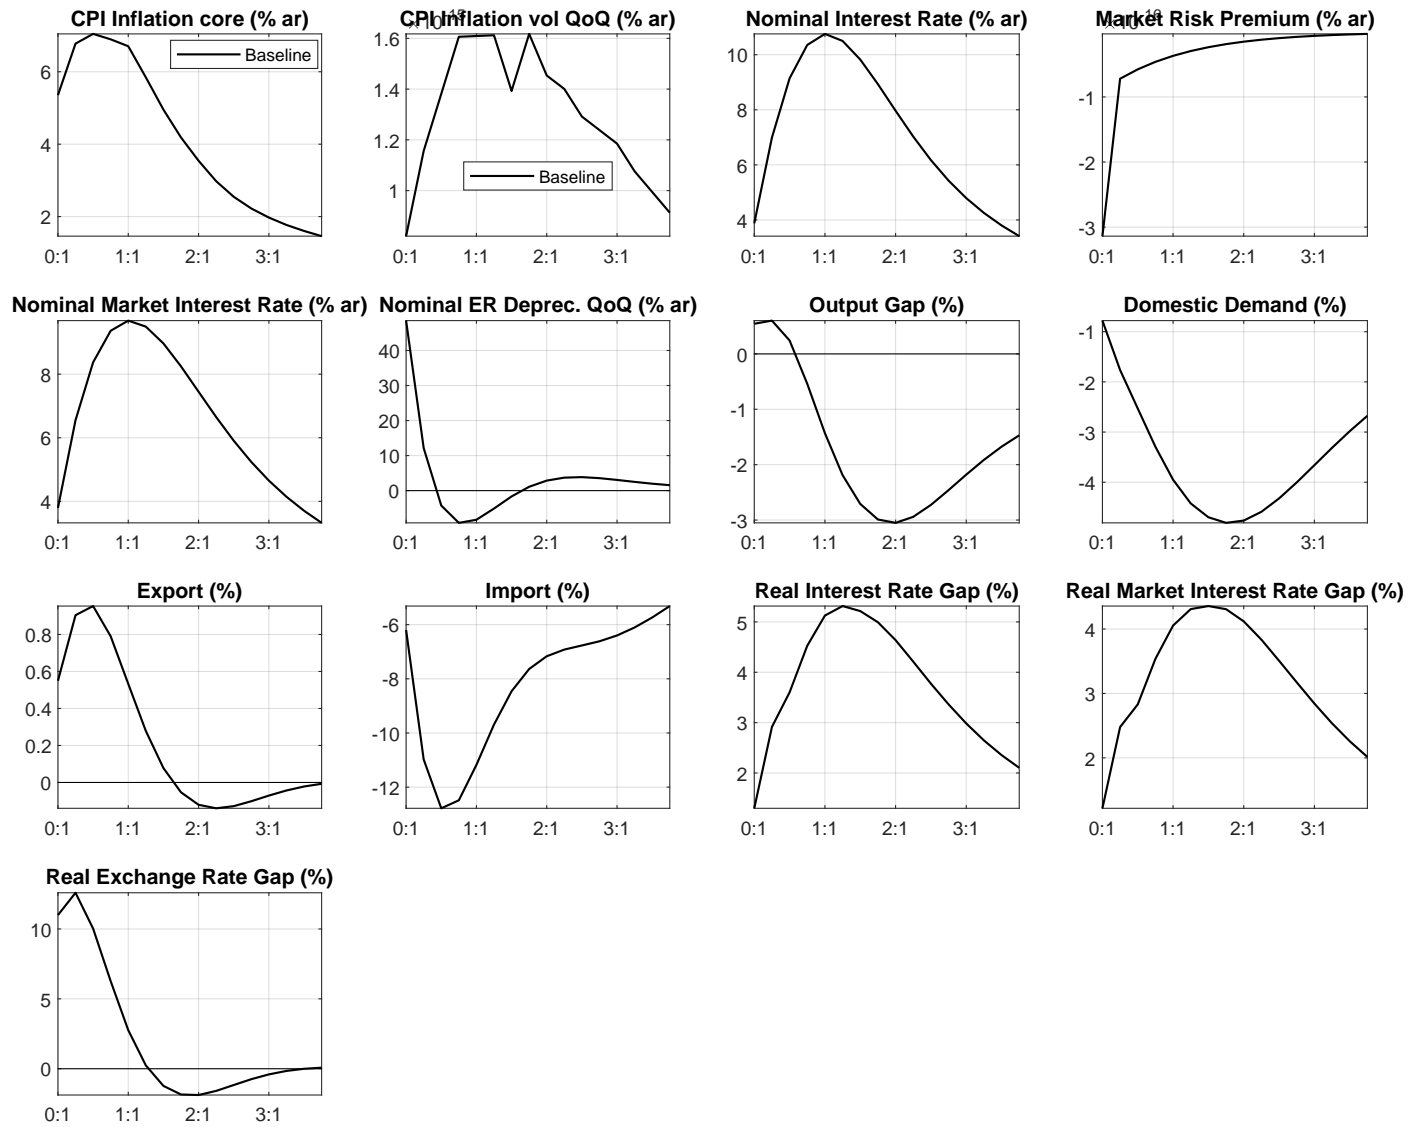 CPI Inflation core (% ar)
Baseline
6
4
2
0:1 1:1 2:1 3:1
CPI Inflation vol QoQ (% ar)
1.6
1.4
1.2
1
Baseline
0:1 1:1 2:1 3:1
Nominal Interest Rate (% ar)
10
8
6
4
0:1 1:1 2:1 3:1
Market Risk Premium (% ar)
-1
-2
-3
0:1 1:1 2:1 3:1
Nominal Market Interest Rate (% ar)
8
6
4
0:1 1:1 2:1 3:1
Nominal ER Deprec. QoQ (% ar)
40
30
20
10
0
0:1 1:1 2:1 3:1
Output Gap (%)
0
-1
-2
-3
0:1 1:1 2:1 3:1
Domestic Demand (%)
-1
-2
-3
-4
0:1 1:1 2:1 3:1
Export (%)
0.8
0.6
0.4
0.2
0
0:1 1:1 2:1 3:1
Import (%)
-6
-8
-10
-12
0:1 1:1 2:1 3:1
Real Interest Rate Gap (%)
5
4
3
2
0:1 1:1 2:1 3:1
Real Market Interest Rate Gap (%)
4
3
2
0:1 1:1 2:1 3:1
Real Exchange Rate Gap (%)
10
5
0
0:1 1:1 2:1 3:1